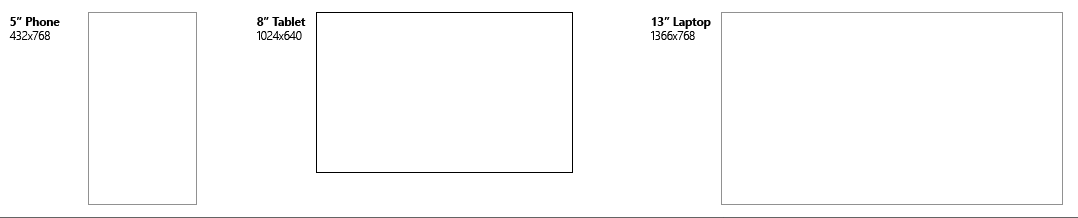 5” Phone
432x768
8” Tablet
1024x640
13” Laptop
1366x768